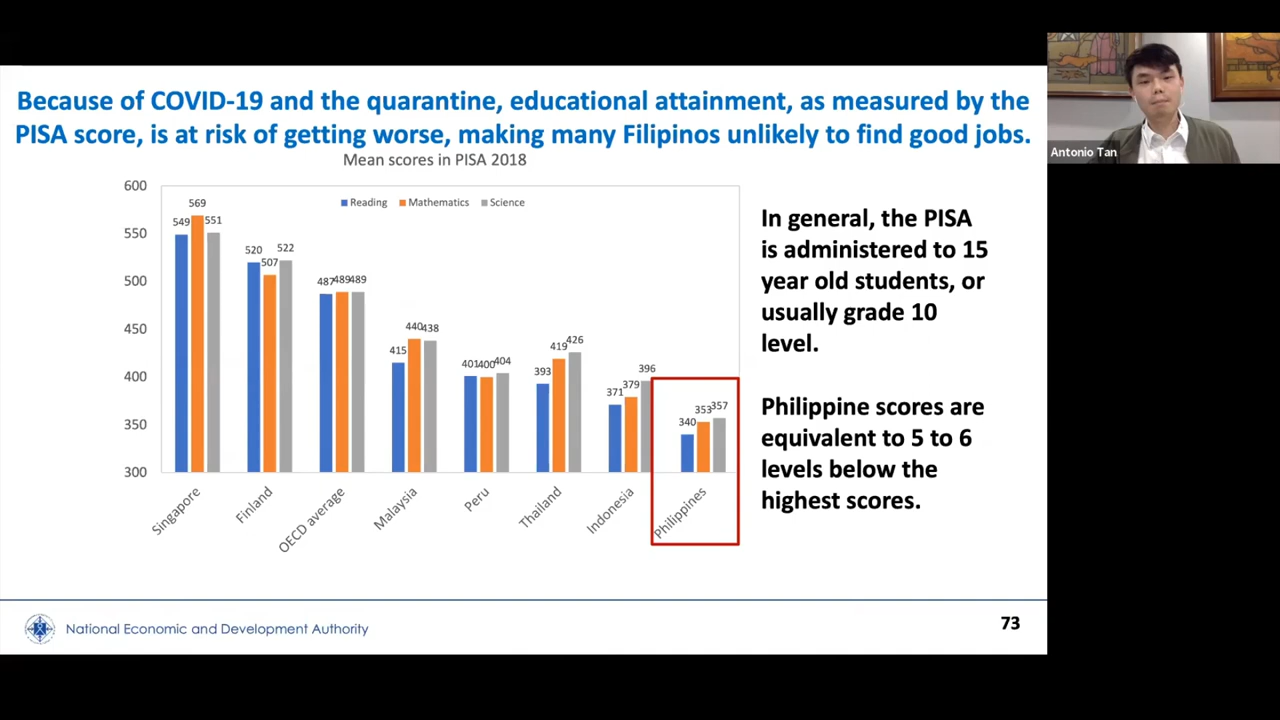 Because of COVID-19 and the quarantine, educational attainment, as measured by the
PISA score, is at risk of getting worse, making many Filipinos unlikely to find good jobs.
Mean scores in PISA 2018
600
550
500
450
400
350
300
Reading Mathematics Science
549 569 551
520 507 522
487 489 489
415 440 438
401 400 404
393 419 426
371 379 396
340 353 357
Singapore
Finland
OECD average
Malaysia
Peru
Thailand
Indonesia
Philippines
In general, the PISA
is administered to 15
year old students, or
usually grade 10
level.
Philippine scores are
equivalent to 5 to 6
levels below the
highest scores.
National Economic and Development Authority
73
Antonio Tan